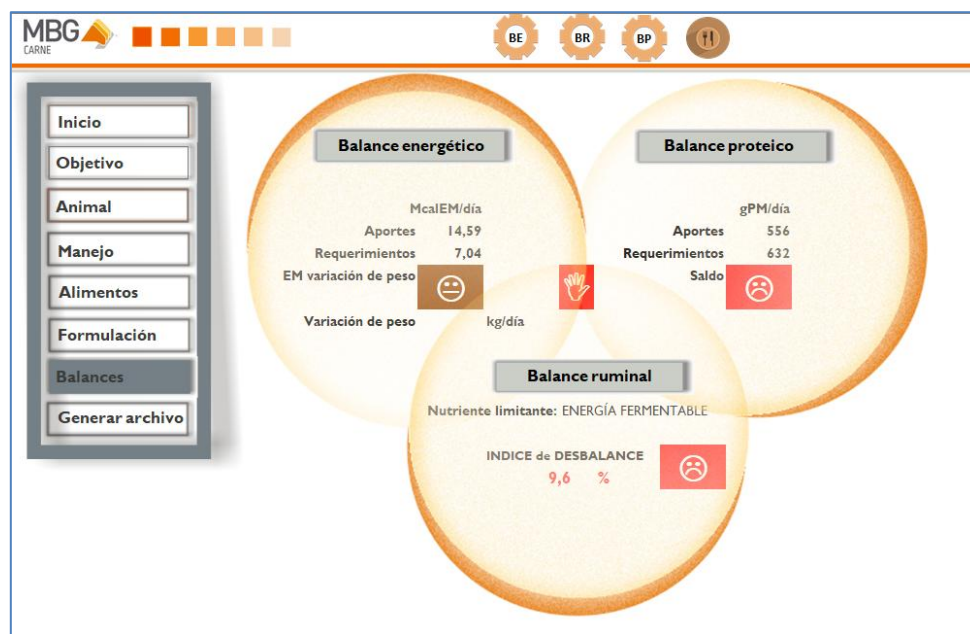 MBG
CARNE
BE BR BP
Inicio
Objetivo
Animal
Manejo
Alimentos
Formulación
Balances
Generar archivo
Balance energético
McalEM/día
Aportes 14,59
Requerimientos 7,04
EM variación de peso
Variación de peso kg/día
Balance proteico
gPM/día
Aportes 556
Requerimientos 632
Saldo
Balance ruminal
Nutriente limitante: ENERGÍA FERMENTABLE
INDICE de DESBALANCE
9,6 %